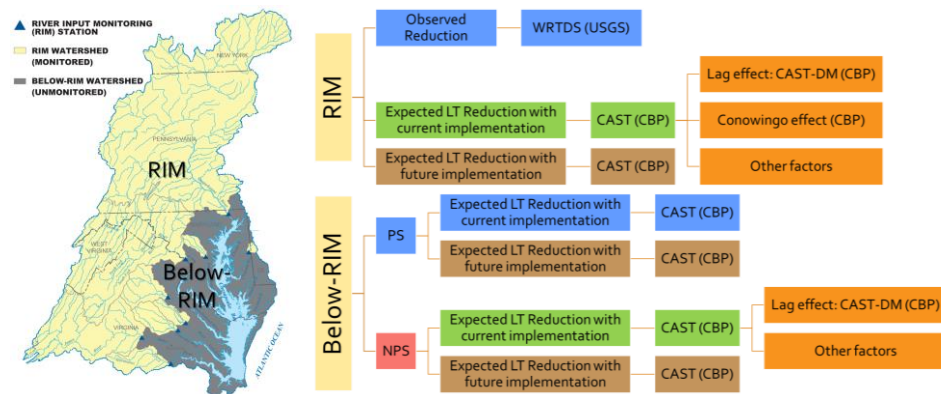 RIVER INPUT MONITORING
(RIM) STATION
RIM WATERSHED
(MONITORED)
BELOW-RIM WATERSHED
(UNMONITORED)
NEW YORK
PENNSYLVANIA
RIM
WEST
VIRGINIA
Below-
RIM
VIRGINIA
ATLANTIC OCEAN
RIM
Observed
Reduction
WRTDS (USGS)
Expected LT Reduction with
current implementation
CAST (CBP)
Lag effect: CAST-DM (CBP)
Conowingo effect (CBP)
Other factors
Expected LT Reduction with
future implementation
CAST (CBP)
Below-RIM
PS
Expected LT Reduction with
current implementation
CAST (CBP)
Expected LT Reduction with
future implementation
CAST (CBP)
NPS
Expected LT Reduction with
current implementation
CAST (CBP)
Lag effect: CAST-DM (CBP)
Other factors
Expected LT Reduction with
future implementation
CAST (CBP)